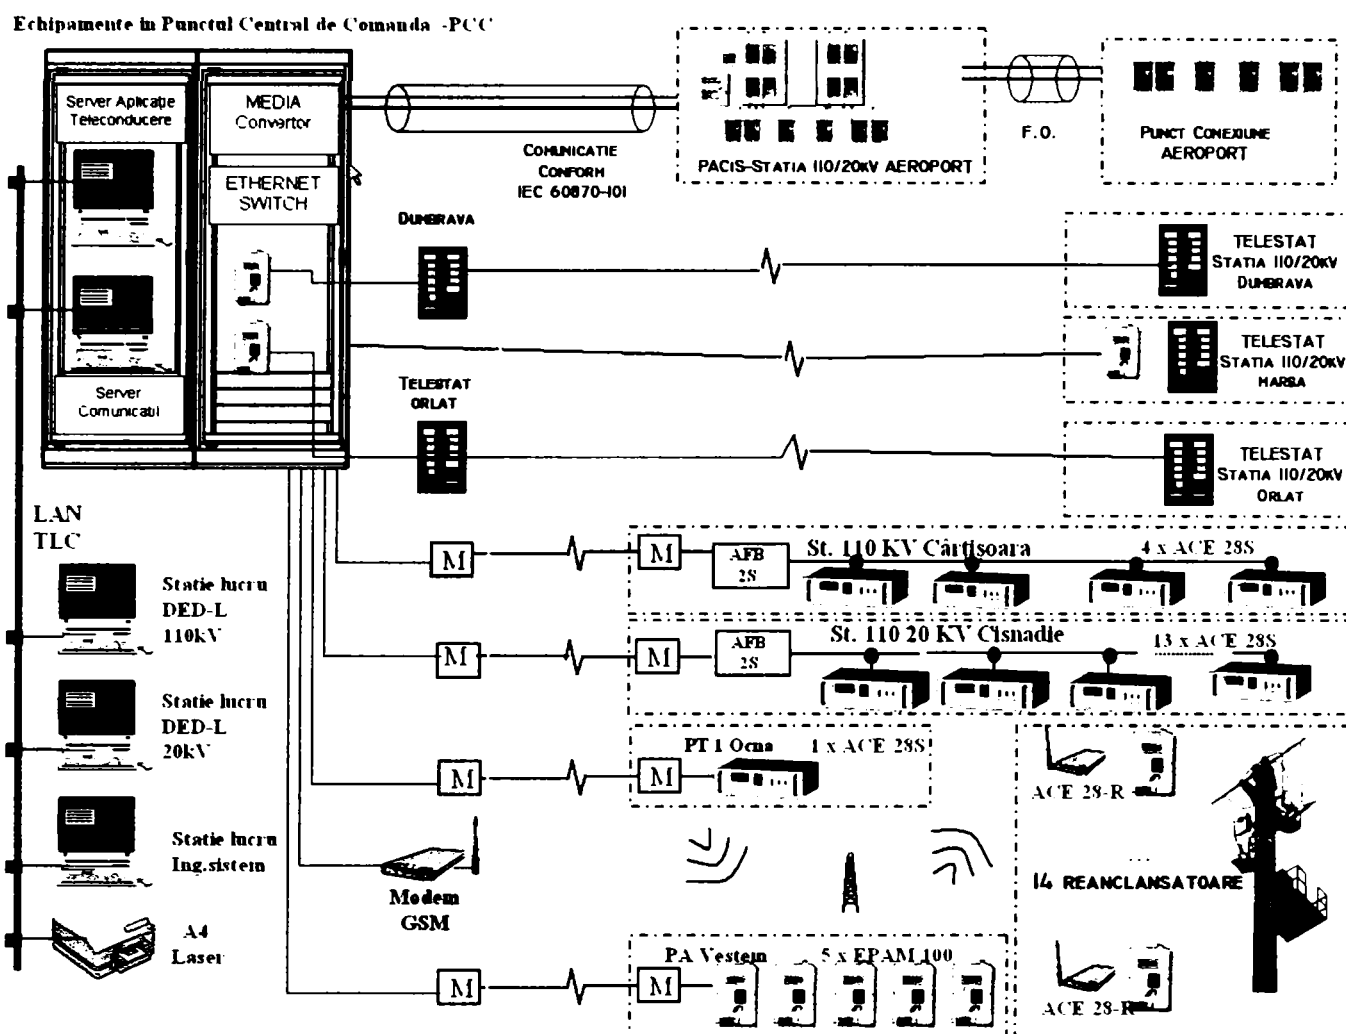 Echipamente in Punctul Central de Comanda -PCC
Server Aplicaţie
Teleconducere
MEDIA
Convertor
ETHERNET
SWITCH
Server
Comunicatii
COMUNICATIE
CONFORM
IEC 60870-101
PACIS-STATIA 110/20KV AEROPORT
F.O.
PUNCT CONEXIUNE
AEROPORT
DUMBRAVA
TELESTAT
STATIA 110/20KV
DUMBRAVA
TELESTAT
STATIA 110/20KV
HARSA
TELESTAT
ORLAT
TELESTAT
STATIA 110/20KV
ORLAT
LAN
TLC
M
M
AFB
2S
St. 110 KV Cârţişoara
4 x ACE 28S
Statie lucru
DED-L
110kV
M
M
AFB
2S
St. 110 20 KV Cisnadie
13 x ACE 28S
Statie lucru
DED-L
20kV
M
M
PT 1 Ocna
1 x ACE 28S
ACE 28-R
Statie lucru
Ing.sistem
Modem
GSM
...
14 REANCLANSATOARE
A4
Laser
M
M
PA Vestem
5 x EPAM 100
ACE 28-R